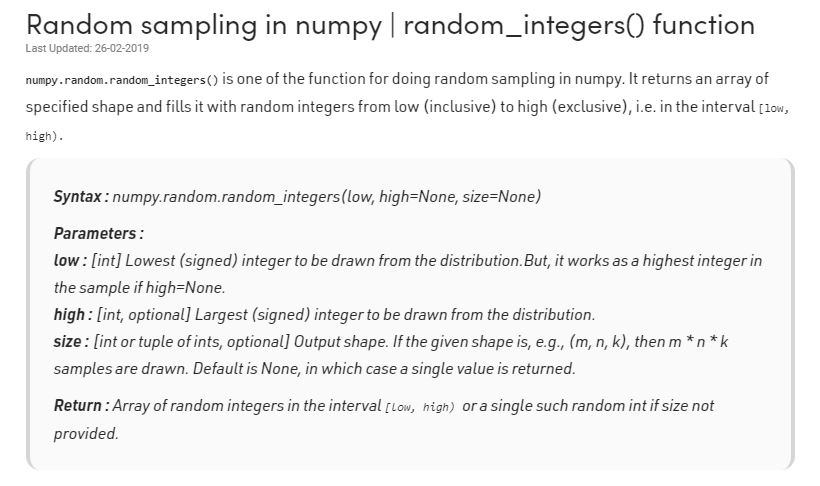 Random sampling in numpy | random_integers() function
Last Updated: 26-02-2019
numpy.random.random_integers() is one of the function for doing random sampling in numpy. It returns an array of
specified shape and fills it with random integers from low (inclusive) to high (exclusive), i.e. in the interval [low,
high).
Syntax : numpy.random.random_integers(low, high=None, size=None)
Parameters :
low : [int] Lowest (signed) integer to be drawn from the distribution.But, it works as a highest integer in
the sample if high=None.
high : [int, optional] Largest (signed) integer to be drawn from the distribution.
size : [int or tuple of ints, optional] Output shape. If the given shape is, e.g., (m, n, k), then m * n * k
samples are drawn. Default is None, in which case a single value is returned.
Return : Array of random integers in the interval [low, high) or a single such random int if size not
provided.